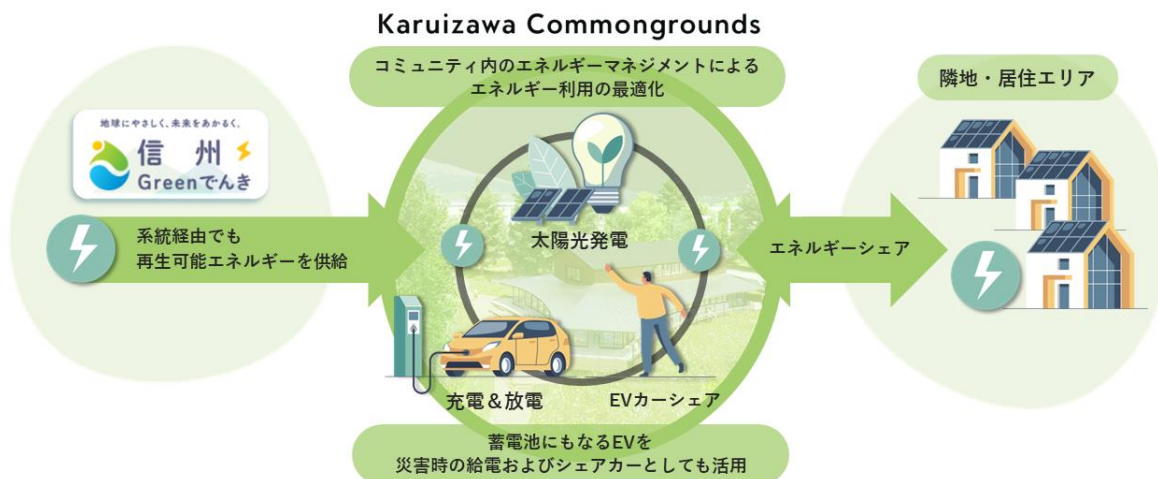 Karuizawa Commongrounds
コミュニティ内のエネルギーマネジメントによる
エネルギー利用の最適化
地球にやさしく、未来をあかるく。
信州
Greenでんき
系統経由でも
再生可能エネルギーを供給
太陽光発電
充電&放電
EVカーシェア
蓄電池にもなるEVを
災害時の給電およびシェアカーとしても活用
エネルギーシェア
隣地・居住エリア